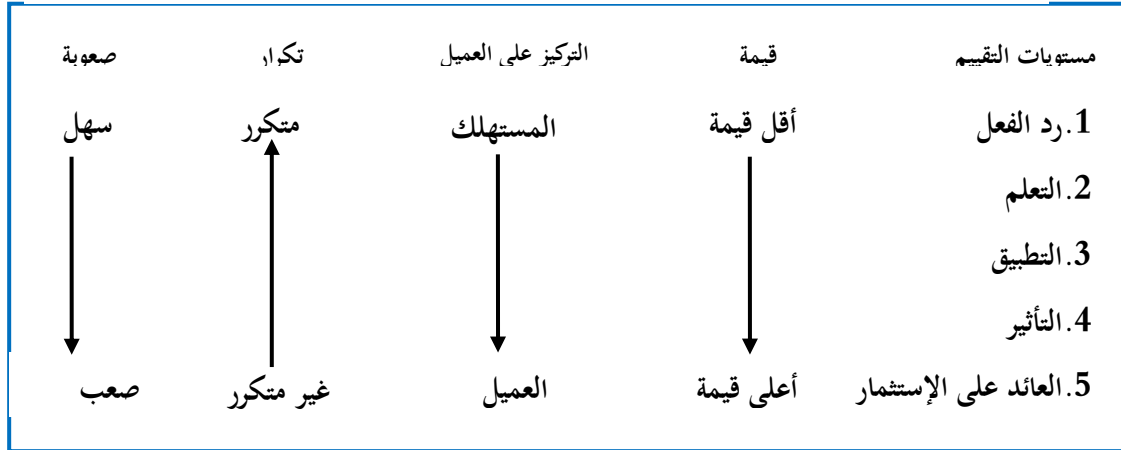 مستويات التقييم قيمة التركيز على العميل تكرار صعوبة
1.رد الفعل أقل قيمة المستهلك متكرر سهل
2.التعلم
3.التطبيق
4.التأثير
5.العائد على الإستثمار أعلى قيمة العميل غير متكرر صعب